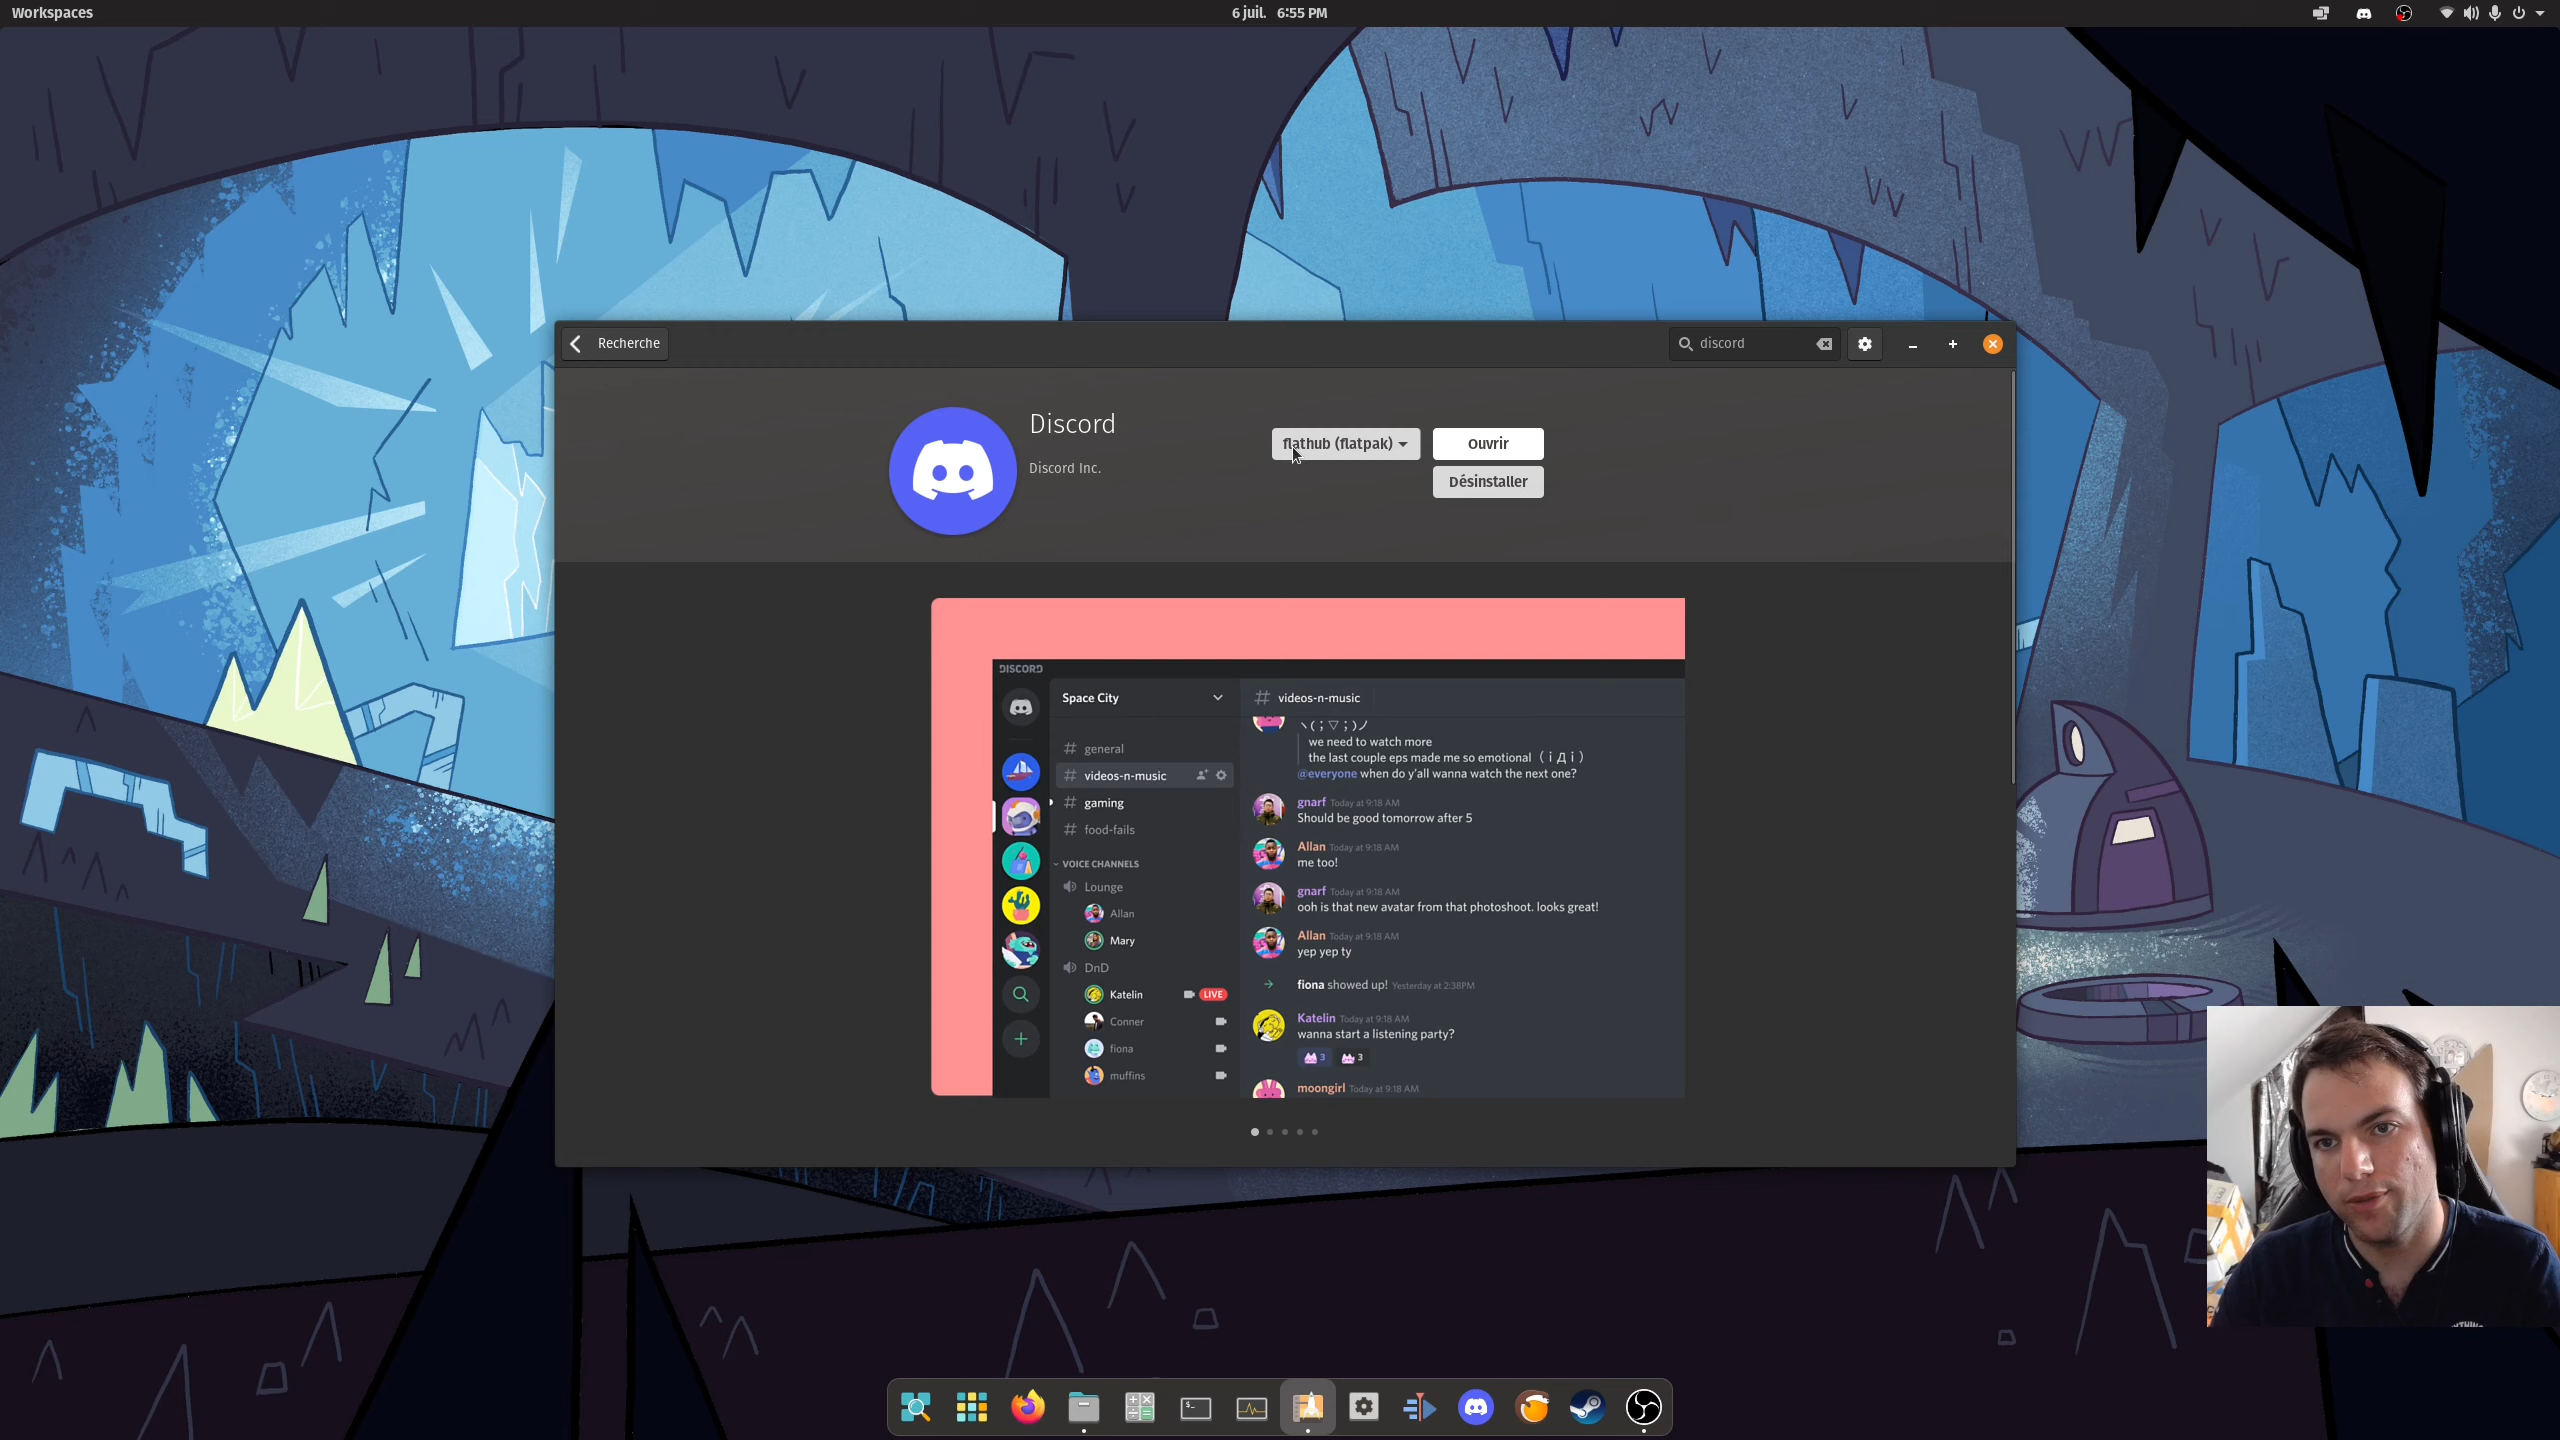 Workspaces
6 juil. 6:55 PM
Recherche
discord
Discord
Discord Inc.
flathub (flatpak)
Ouvrir
Désinstaller
DISCORD
Space City
# videos-n-music
# general
# videos-n-music
# gaming
# food-fails
VOICE CHANNELS
Lounge
Allan
Mary
DnD
Katelin LIVE
Conner
fiona
muffins
ヽ(；▽；)ノ
we need to watch more
the last couple eps made me so emotional （ｉДｉ）
@everyone when do y'all wanna watch the next one?
gnarf Today at 9:18 AM
Should be good tomorrow after 5
Allan Today at 9:18 AM
me too!
gnarf Today at 9:18 AM
ooh is that new avatar from that photoshoot. looks great!
Allan Today at 9:18 AM
yep yep ty
fiona showed up! Yesterday at 2:38PM
Katelin Today at 9:18 AM
wanna start a listening party?
3 3
moongirl Today at 9:18 AM